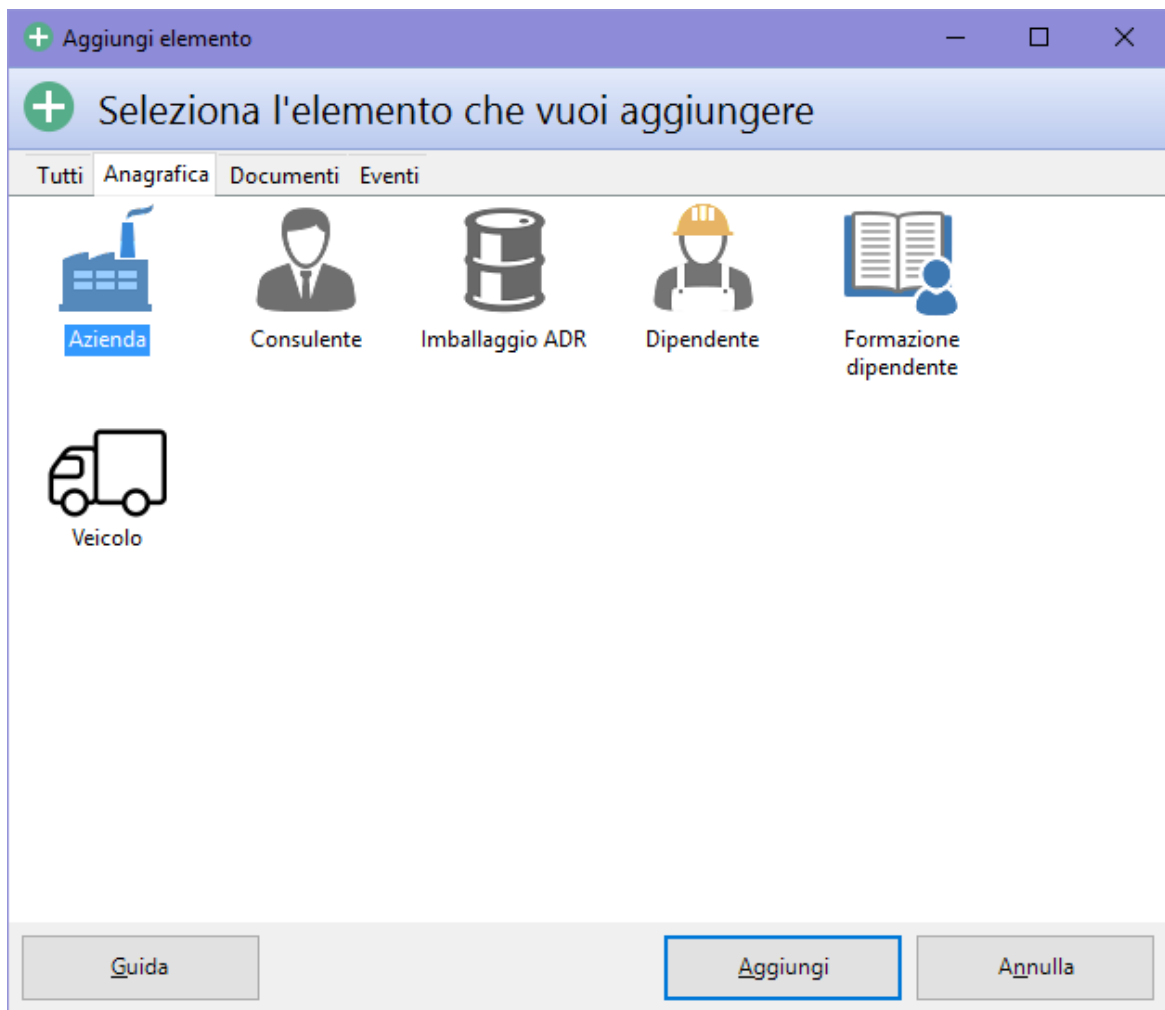 Aggiungi elemento
Seleziona l'elemento che vuoi aggiungere
Tutti Anagrafica Documenti Eventi
Azienda Consulente Imballaggio ADR Dipendente Formazione
dipendente
Veicolo
Guida Aggiungi Annulla